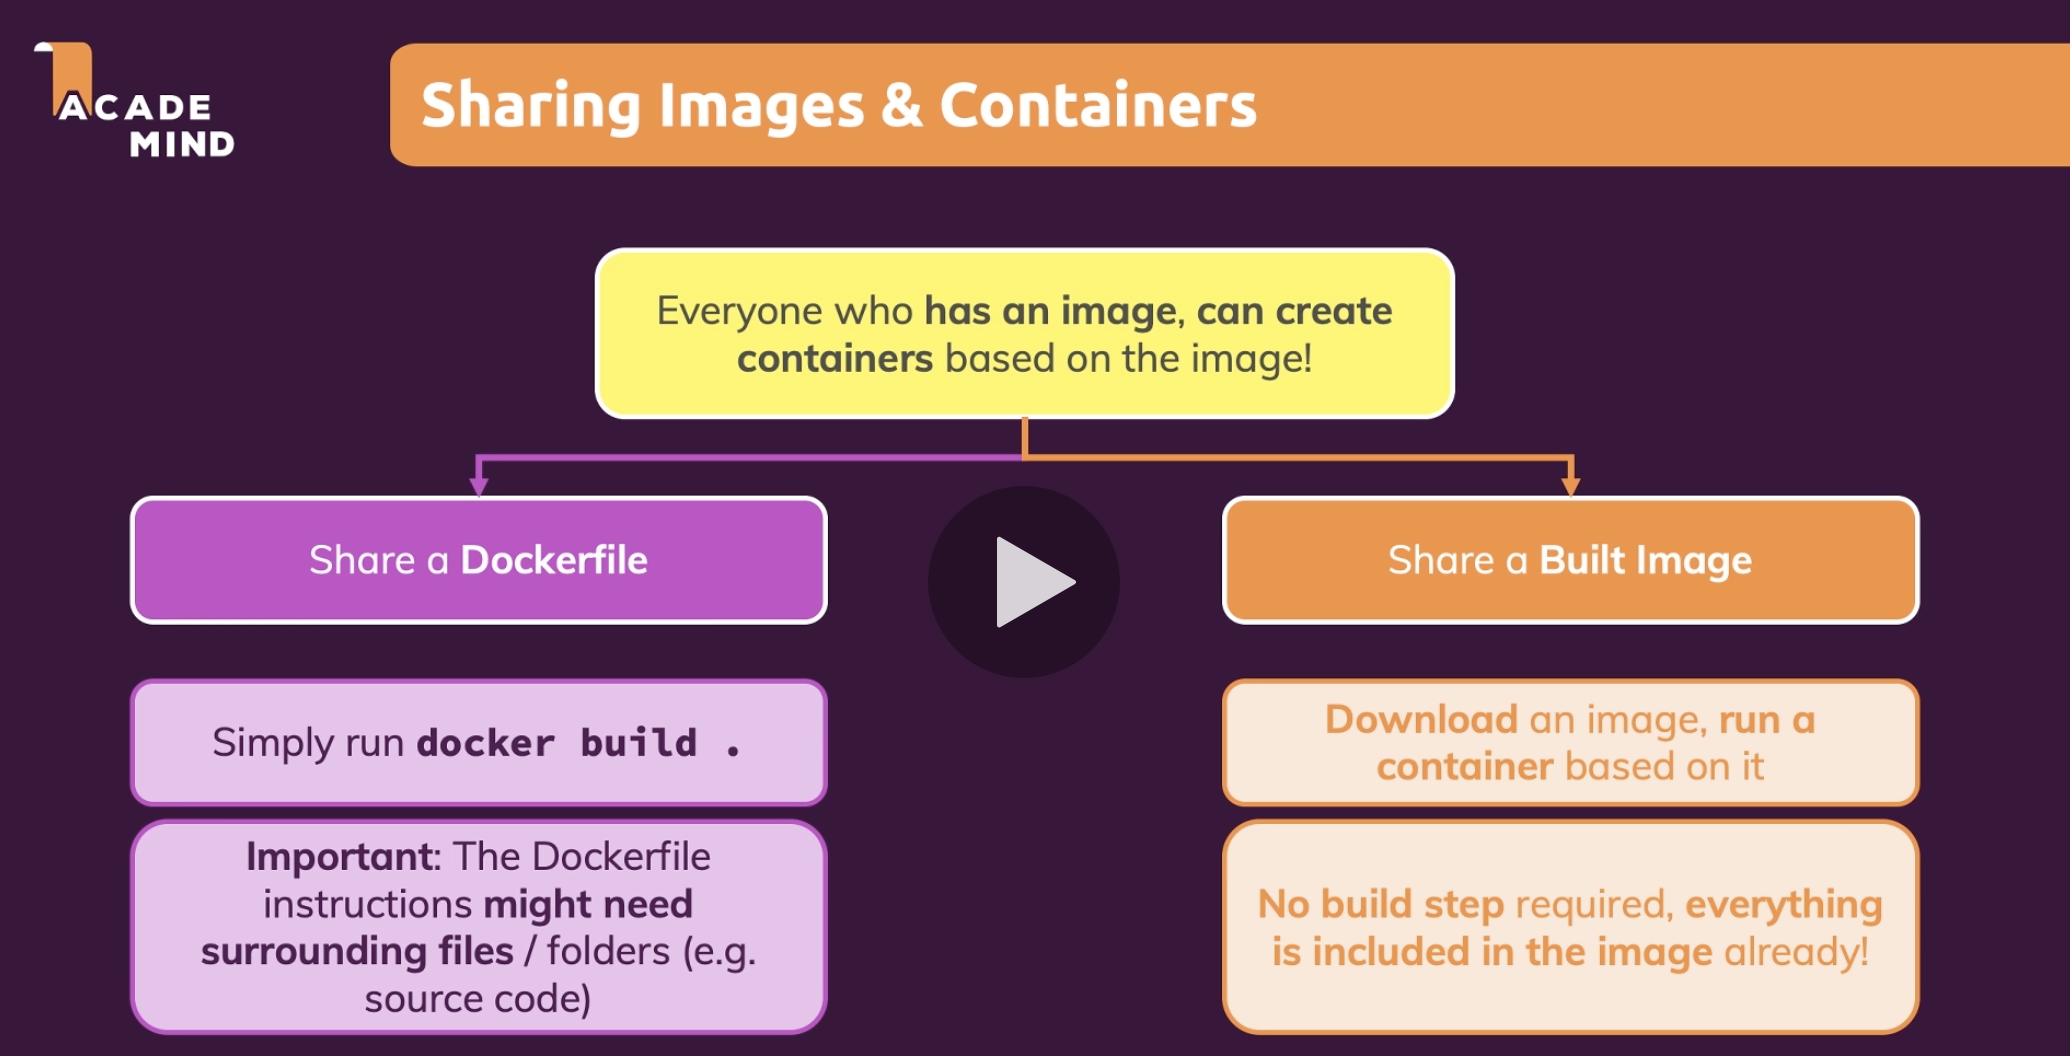 ACADE
MIND
Sharing Images & Containers
Everyone who has an image, can create
containers based on the image!
Share a Dockerfile
Simply run docker build .
Important: The Dockerfile
instructions might need
surrounding files / folders (e.g.
source code)
Share a Built Image
Download an image, run a
container based on it
No build step required, everything
is included in the image already!